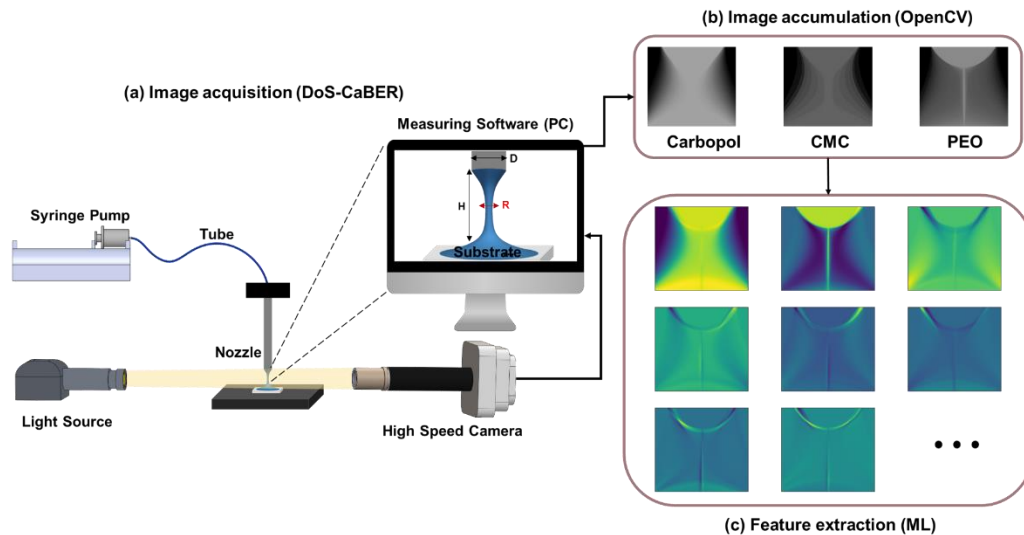 (b) Image accumulation (OpenCV)
Carbopol
CMC
PEO
(a) Image acquisition (DoS-CaBER)
Measuring Software (PC)
D
H
R
Substrate
Syringe Pump
Tube
Nozzle
Light Source
High Speed Camera
(c) Feature extraction (ML)